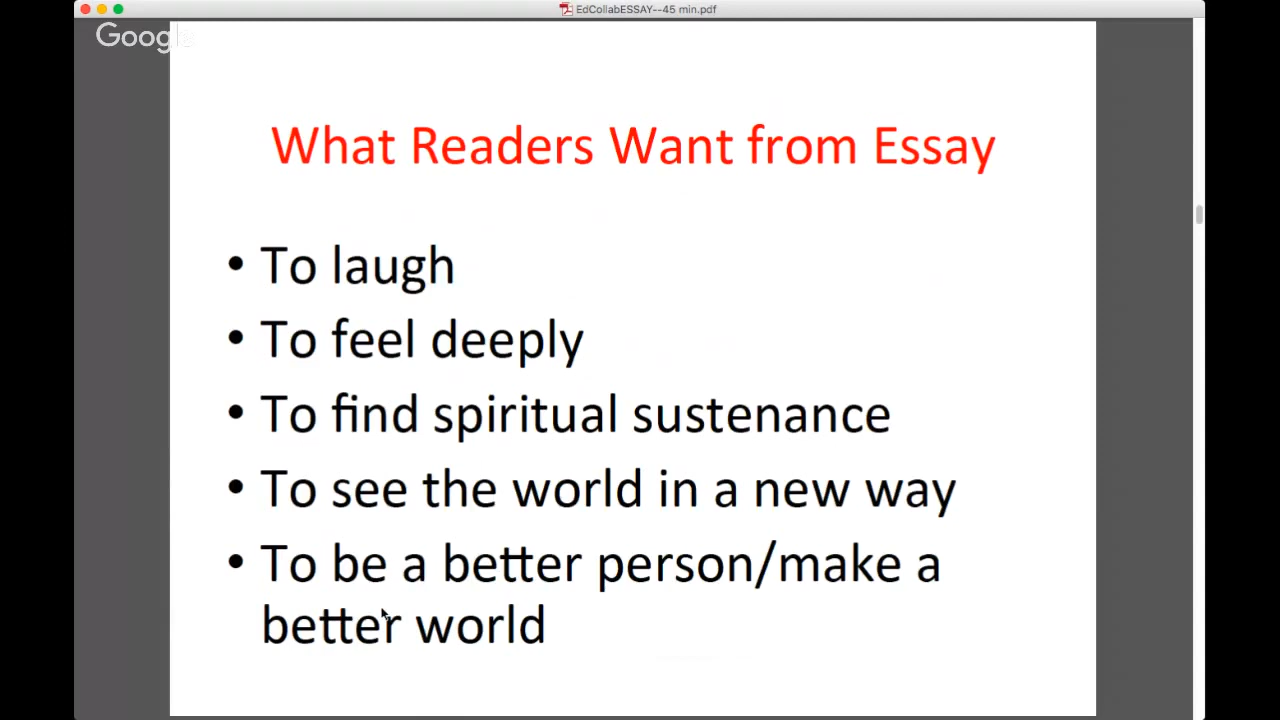 EdCollabESSAY--45 min.pdf
Google
What Readers Want from Essay
• To laugh
• To feel deeply
• To find spiritual sustenance
• To see the world in a new way
• To be a better person/make a
better world